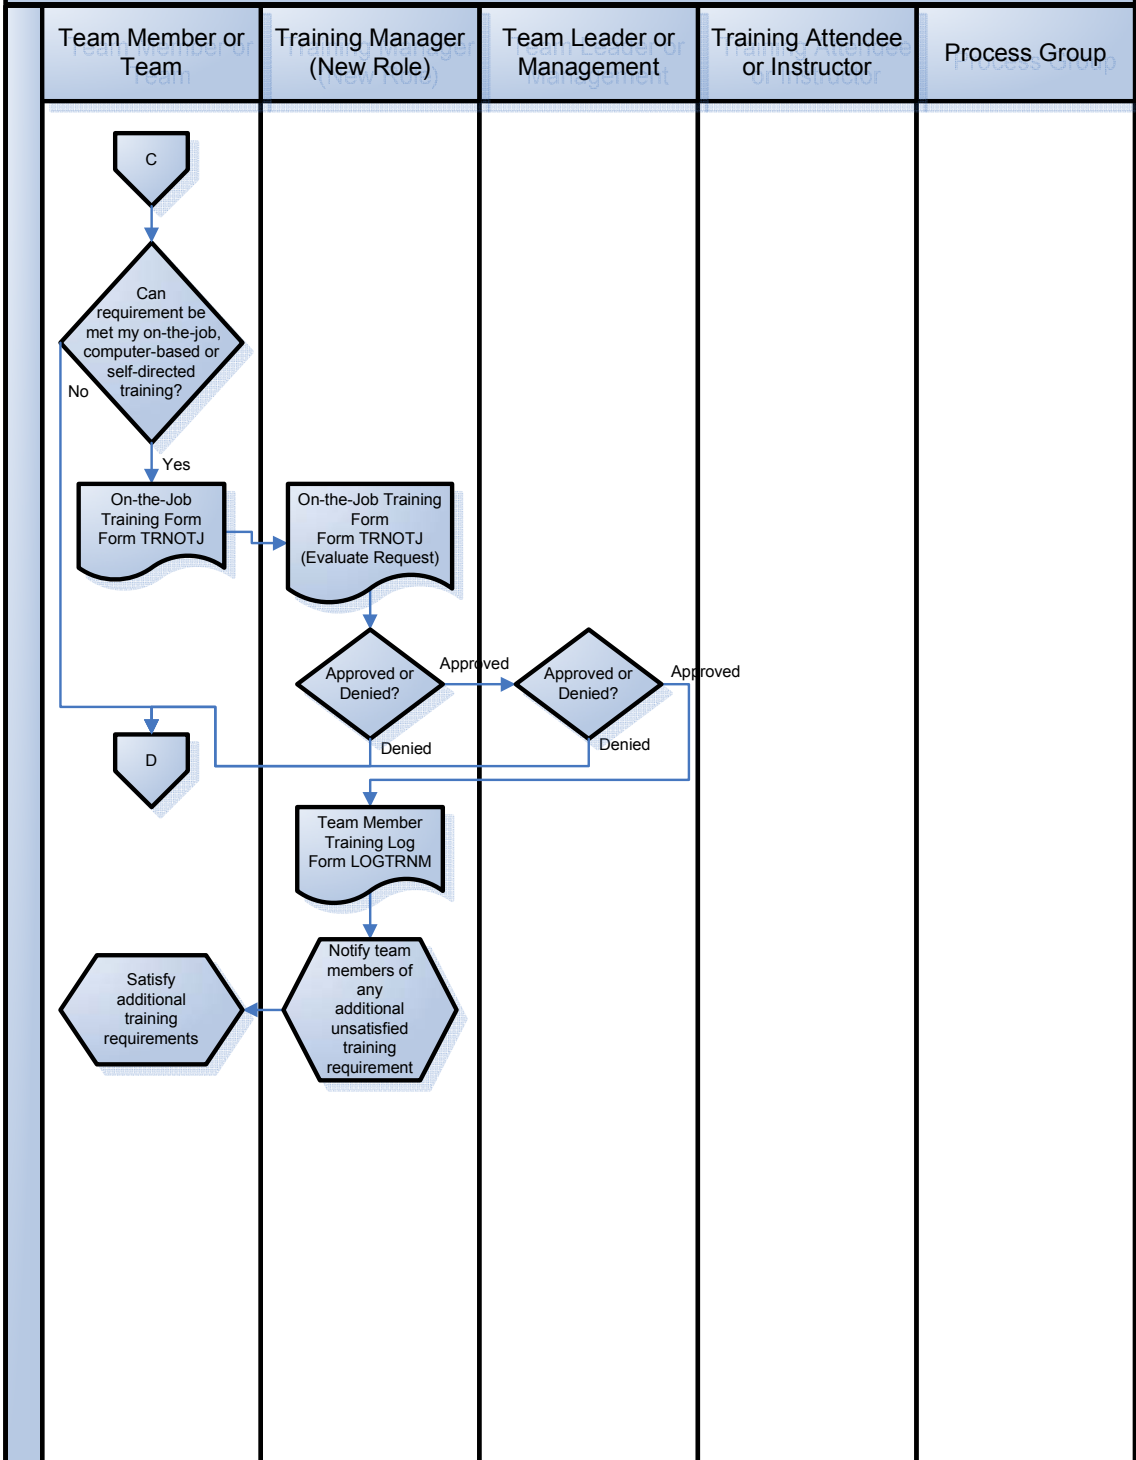 Team Member or
Team
Training Manager
(New Role)
Team Leader or
Management
Training Attendee
or Instructor
Process Group
C
Can
requirement be
met my on-the-job,
computer-based or
self-directed
training?
No
Yes
On-the-Job
Training Form
Form TRNOTJ
On-the-Job Training
Form
Form TRNOTJ
(Evaluate Request)
Approved or
Denied?
Approved
Approved or
Denied?
Approved
Denied
Denied
D
Team Member
Training Log
Form LOGTRNM
Notify team
members of
any
additional
unsatisfied
training
requirement
Satisfy
additional
training
requirements